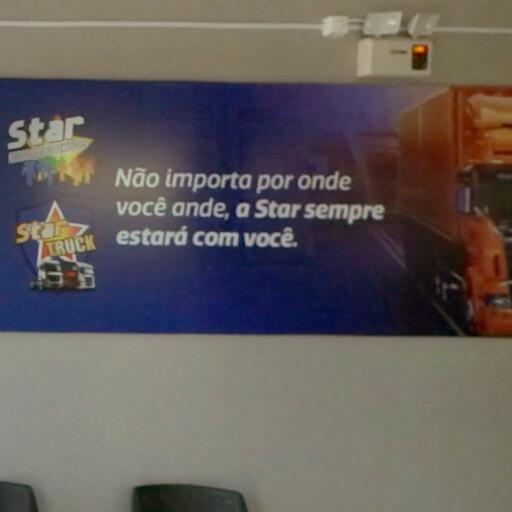 Star
Não importa por onde
você ande, a Star sempre
estará com você.
Star
TRUCK